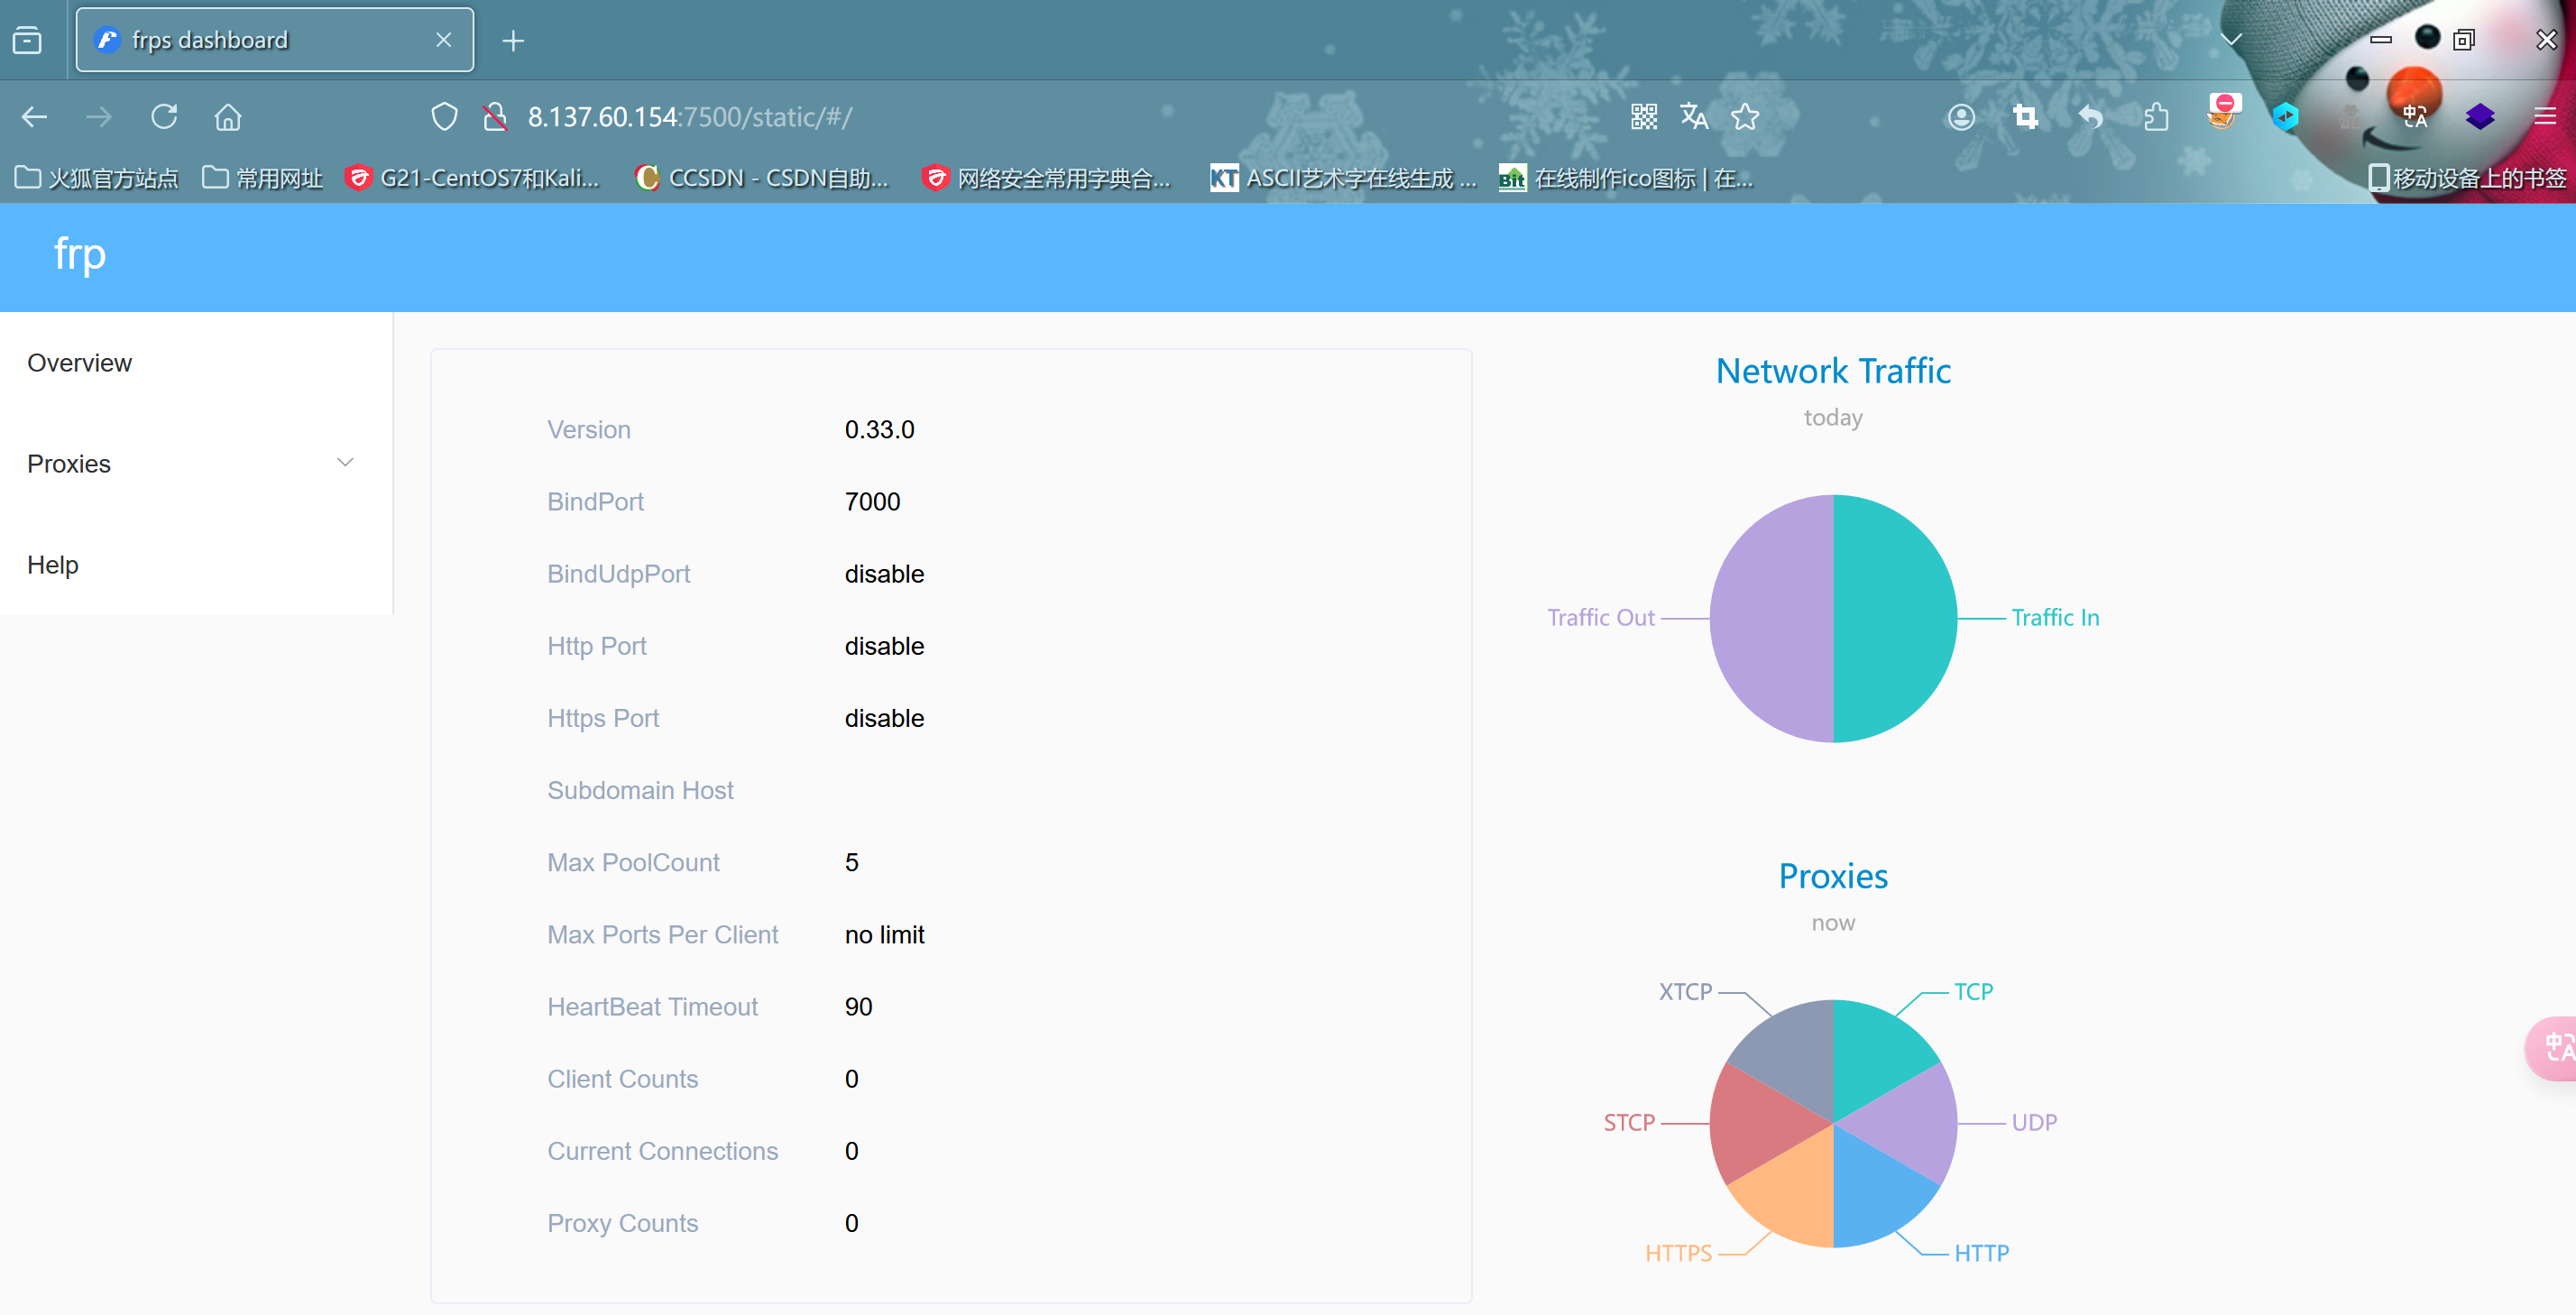 frps dashboard
8.137.60.154:7500/static/#/
火狐官方站点
常用网址
G21-CentOS7和Kali...
CCSDN - CSDN自助...
网络安全常用字典合...
KT ASCII艺术字在线生成 ...
Bit 在线制作ico图标 | 在...
移动设备上的书签
frp
Overview
Proxies
Help
Version 0.33.0
BindPort 7000
BindUdpPort disable
Http Port disable
Https Port disable
Subdomain Host
Max PoolCount 5
Max Ports Per Client no limit
HeartBeat Timeout 90
Client Counts 0
Current Connections 0
Proxy Counts 0
Network Traffic
today
Traffic Out
Traffic In
Proxies
now
XTCP
TCP
STCP
UDP
HTTPS
HTTP